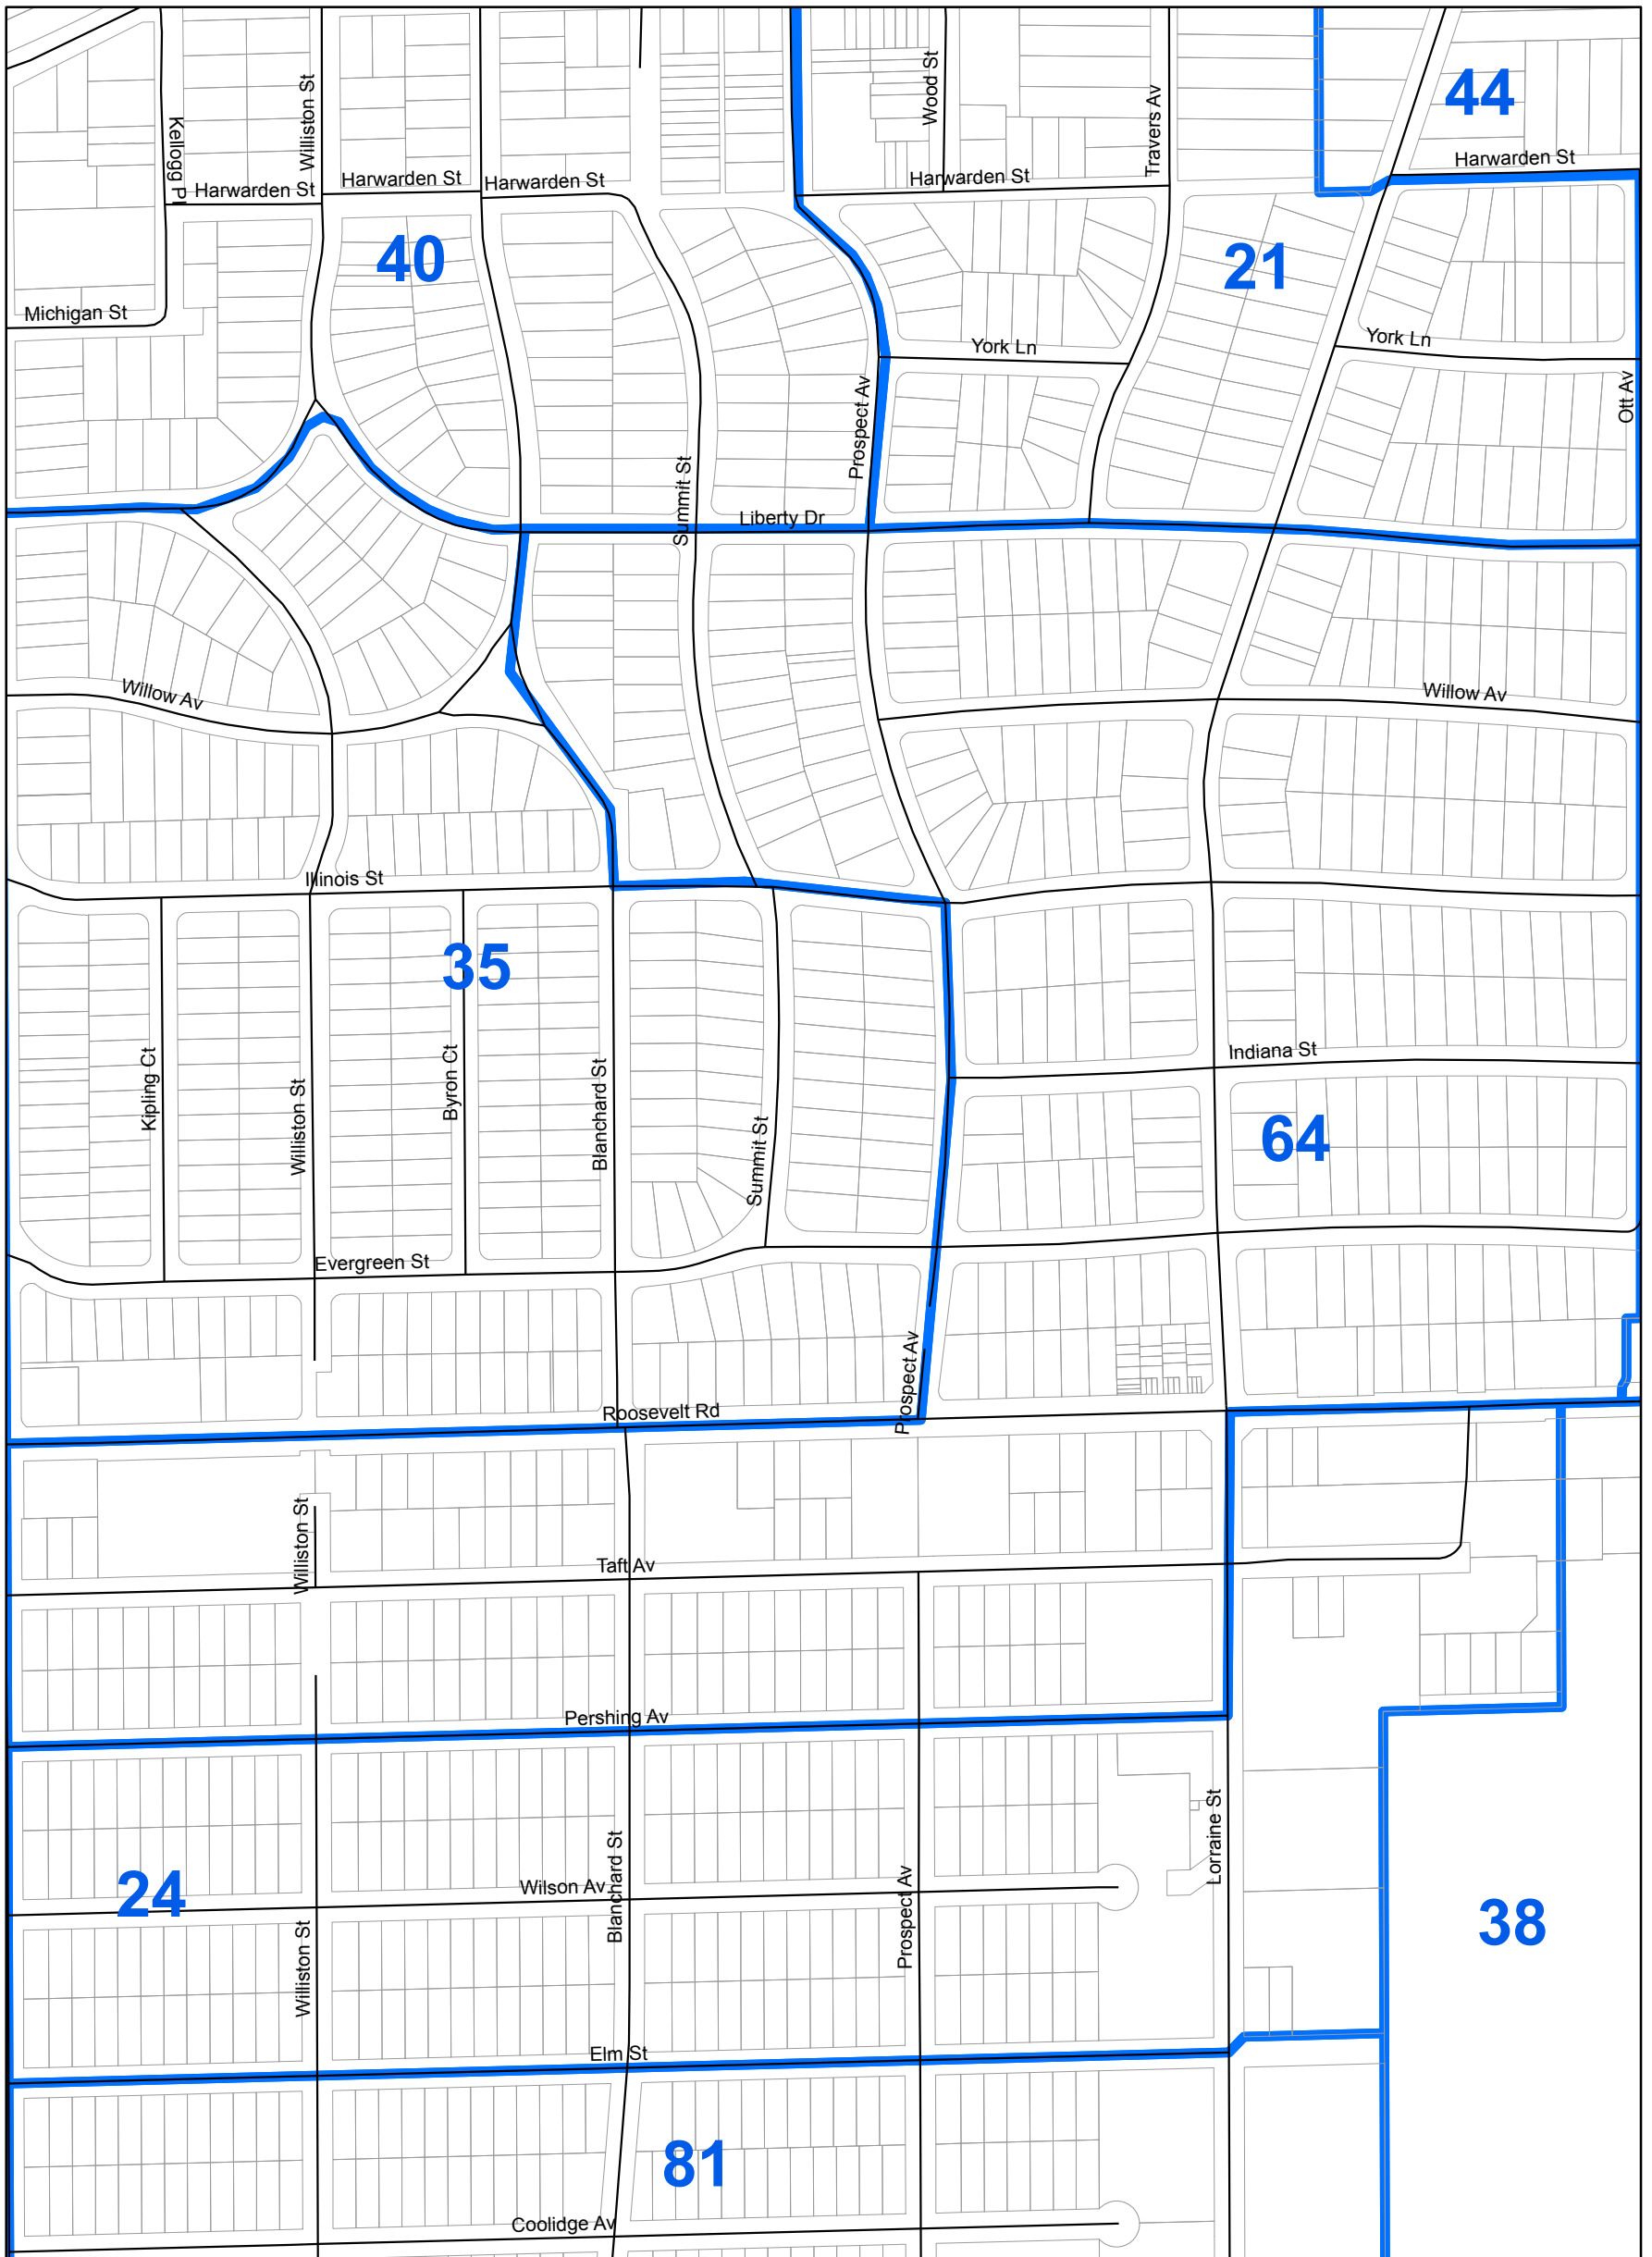 44
Wood St
Williston St
Travers Av
Kellogg Pl
Harwarden St
Harwarden St
Harwarden St
Harwarden St
Harwarden St
40
21
Michigan St
York Ln
York Ln
Ott Av
Prospect Av
Summit St
Liberty Dr
Willow Av
Willow Av
Illinois St
35
Kipling Ct
Williston St
Byron Ct
Blanchard St
Summit St
Indiana St
64
Evergreen St
Prospect Av
Roosevelt Rd
Williston St
Taft Av
Pershing Av
Lorraine St
Blanchard St
24
Wilson Av
Prospect Av
38
Williston St
Elm St
81
Coolidge Av